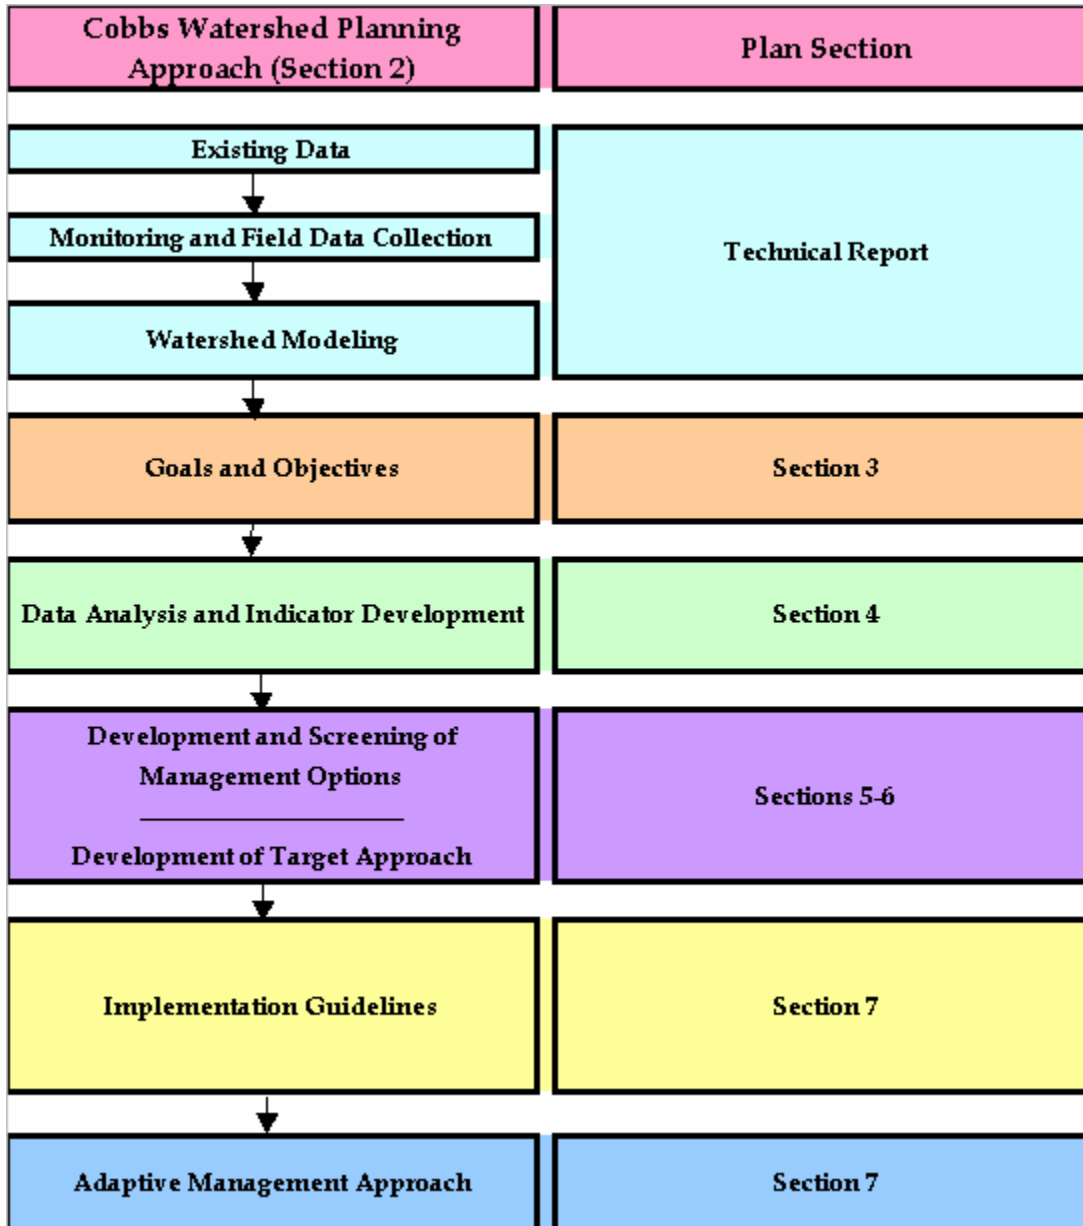 Cobbs Watershed Planning
Approach (Section 2)
Plan Section
Existing Data
Monitoring and Field Data Collection
Watershed Modeling
Technical Report
Goals and Objectives
Section 3
Data Analysis and Indicator Development
Section 4
Development and Screening of
Management Options
Development of Target Approach
Sections 5-6
Implementation Guidelines
Section 7
Adaptive Management Approach
Section 7